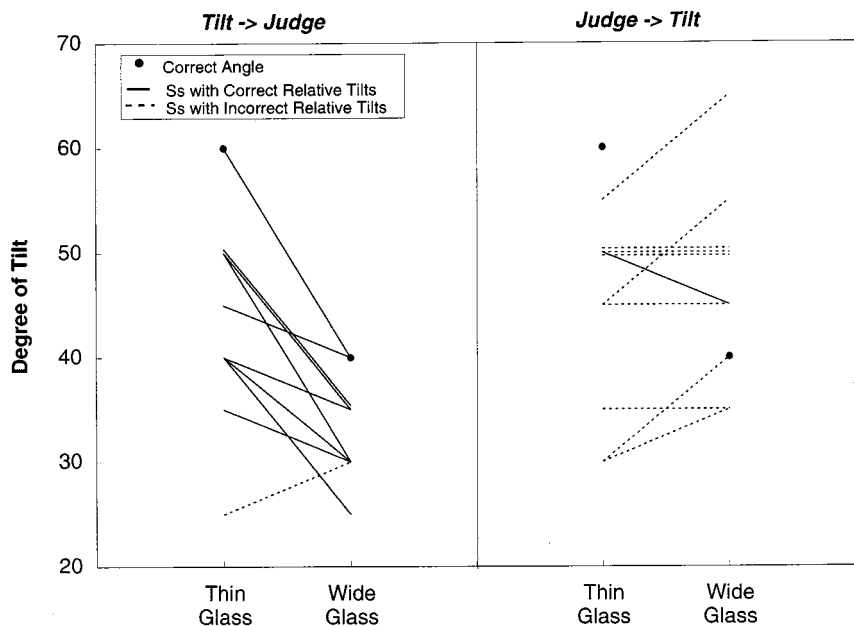 Tilt -> Judge
Judge -> Tilt
70
Correct Angle
Ss with Correct Relative Tilts
Ss with Incorrect Relative Tilts
60
50
40
30
20
Degree of Tilt
Thin Glass
Wide Glass
Thin Glass
Wide Glass